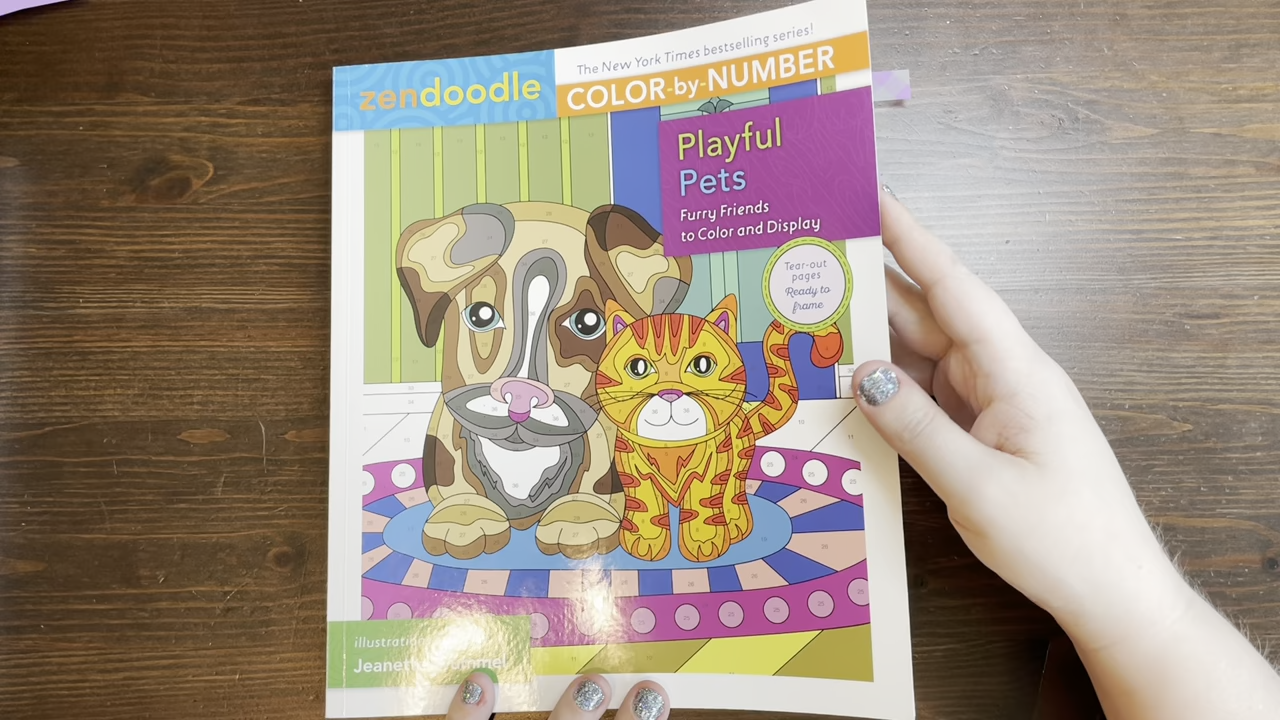 The New York Times bestselling series!
zendoodle
COLOR-by-NUMBER
Playful
Pets
Furry Friends
to Color and Display
Tear-out
pages
Ready to
frame
Jeanette